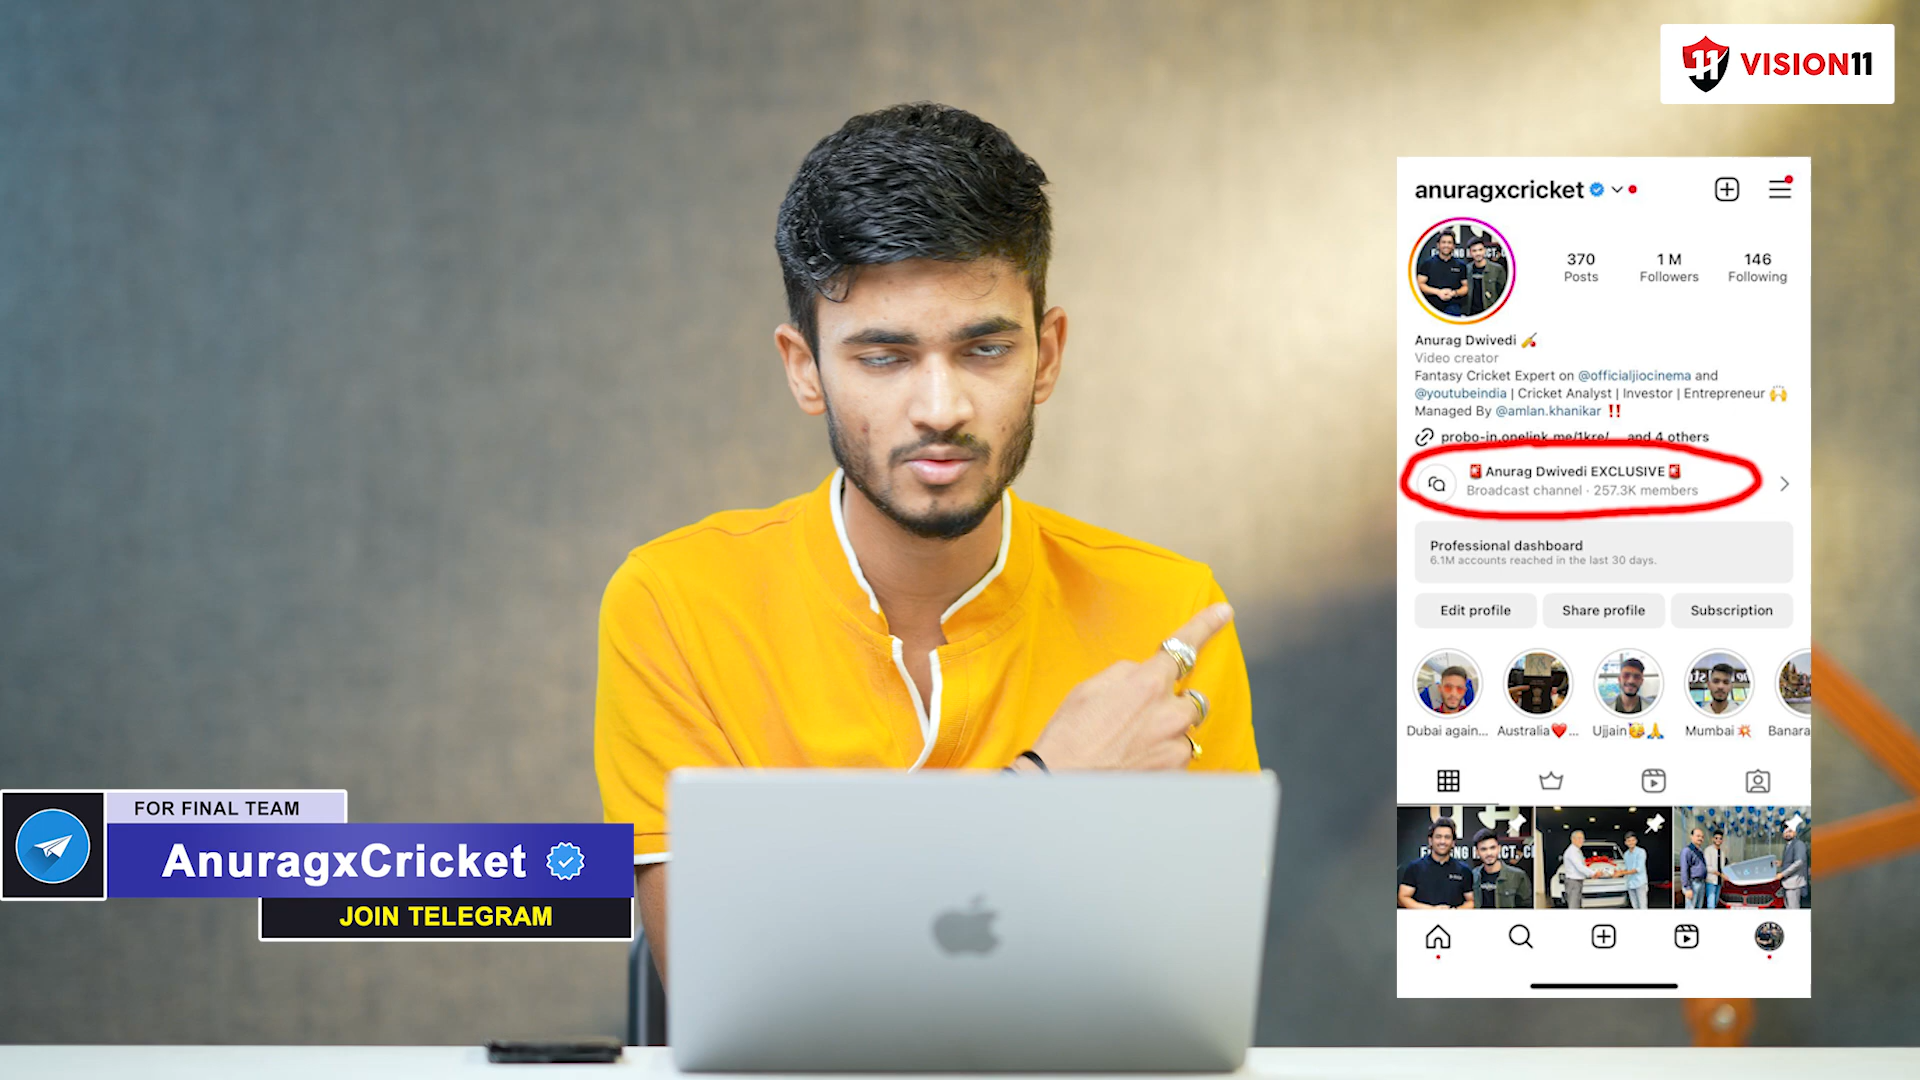 VISION11
anuragxcricket
370
Posts
1 M
Followers
146
Following
Anurag Dwivedi
Video creator
Fantasy Cricket Expert on @officialjiocinema and
@youtubeindia | Cricket Analyst | Investor | Entrepreneur 🙌
Managed By @amlan.khanikar ‼️
probo-in.onelink.me/1kre/... and 4 others
🚨Anurag Dwivedi EXCLUSIVE🚨
Broadcast channel · 257.3K members
Professional dashboard
6.1M accounts reached in the last 30 days.
Edit profile
Share profile
Subscription
Dubai again...
Australia❤️...
Ujjain🥳🙏
Mumbai💥
Banara
FOR FINAL TEAM
AnuragxCricket
JOIN TELEGRAM